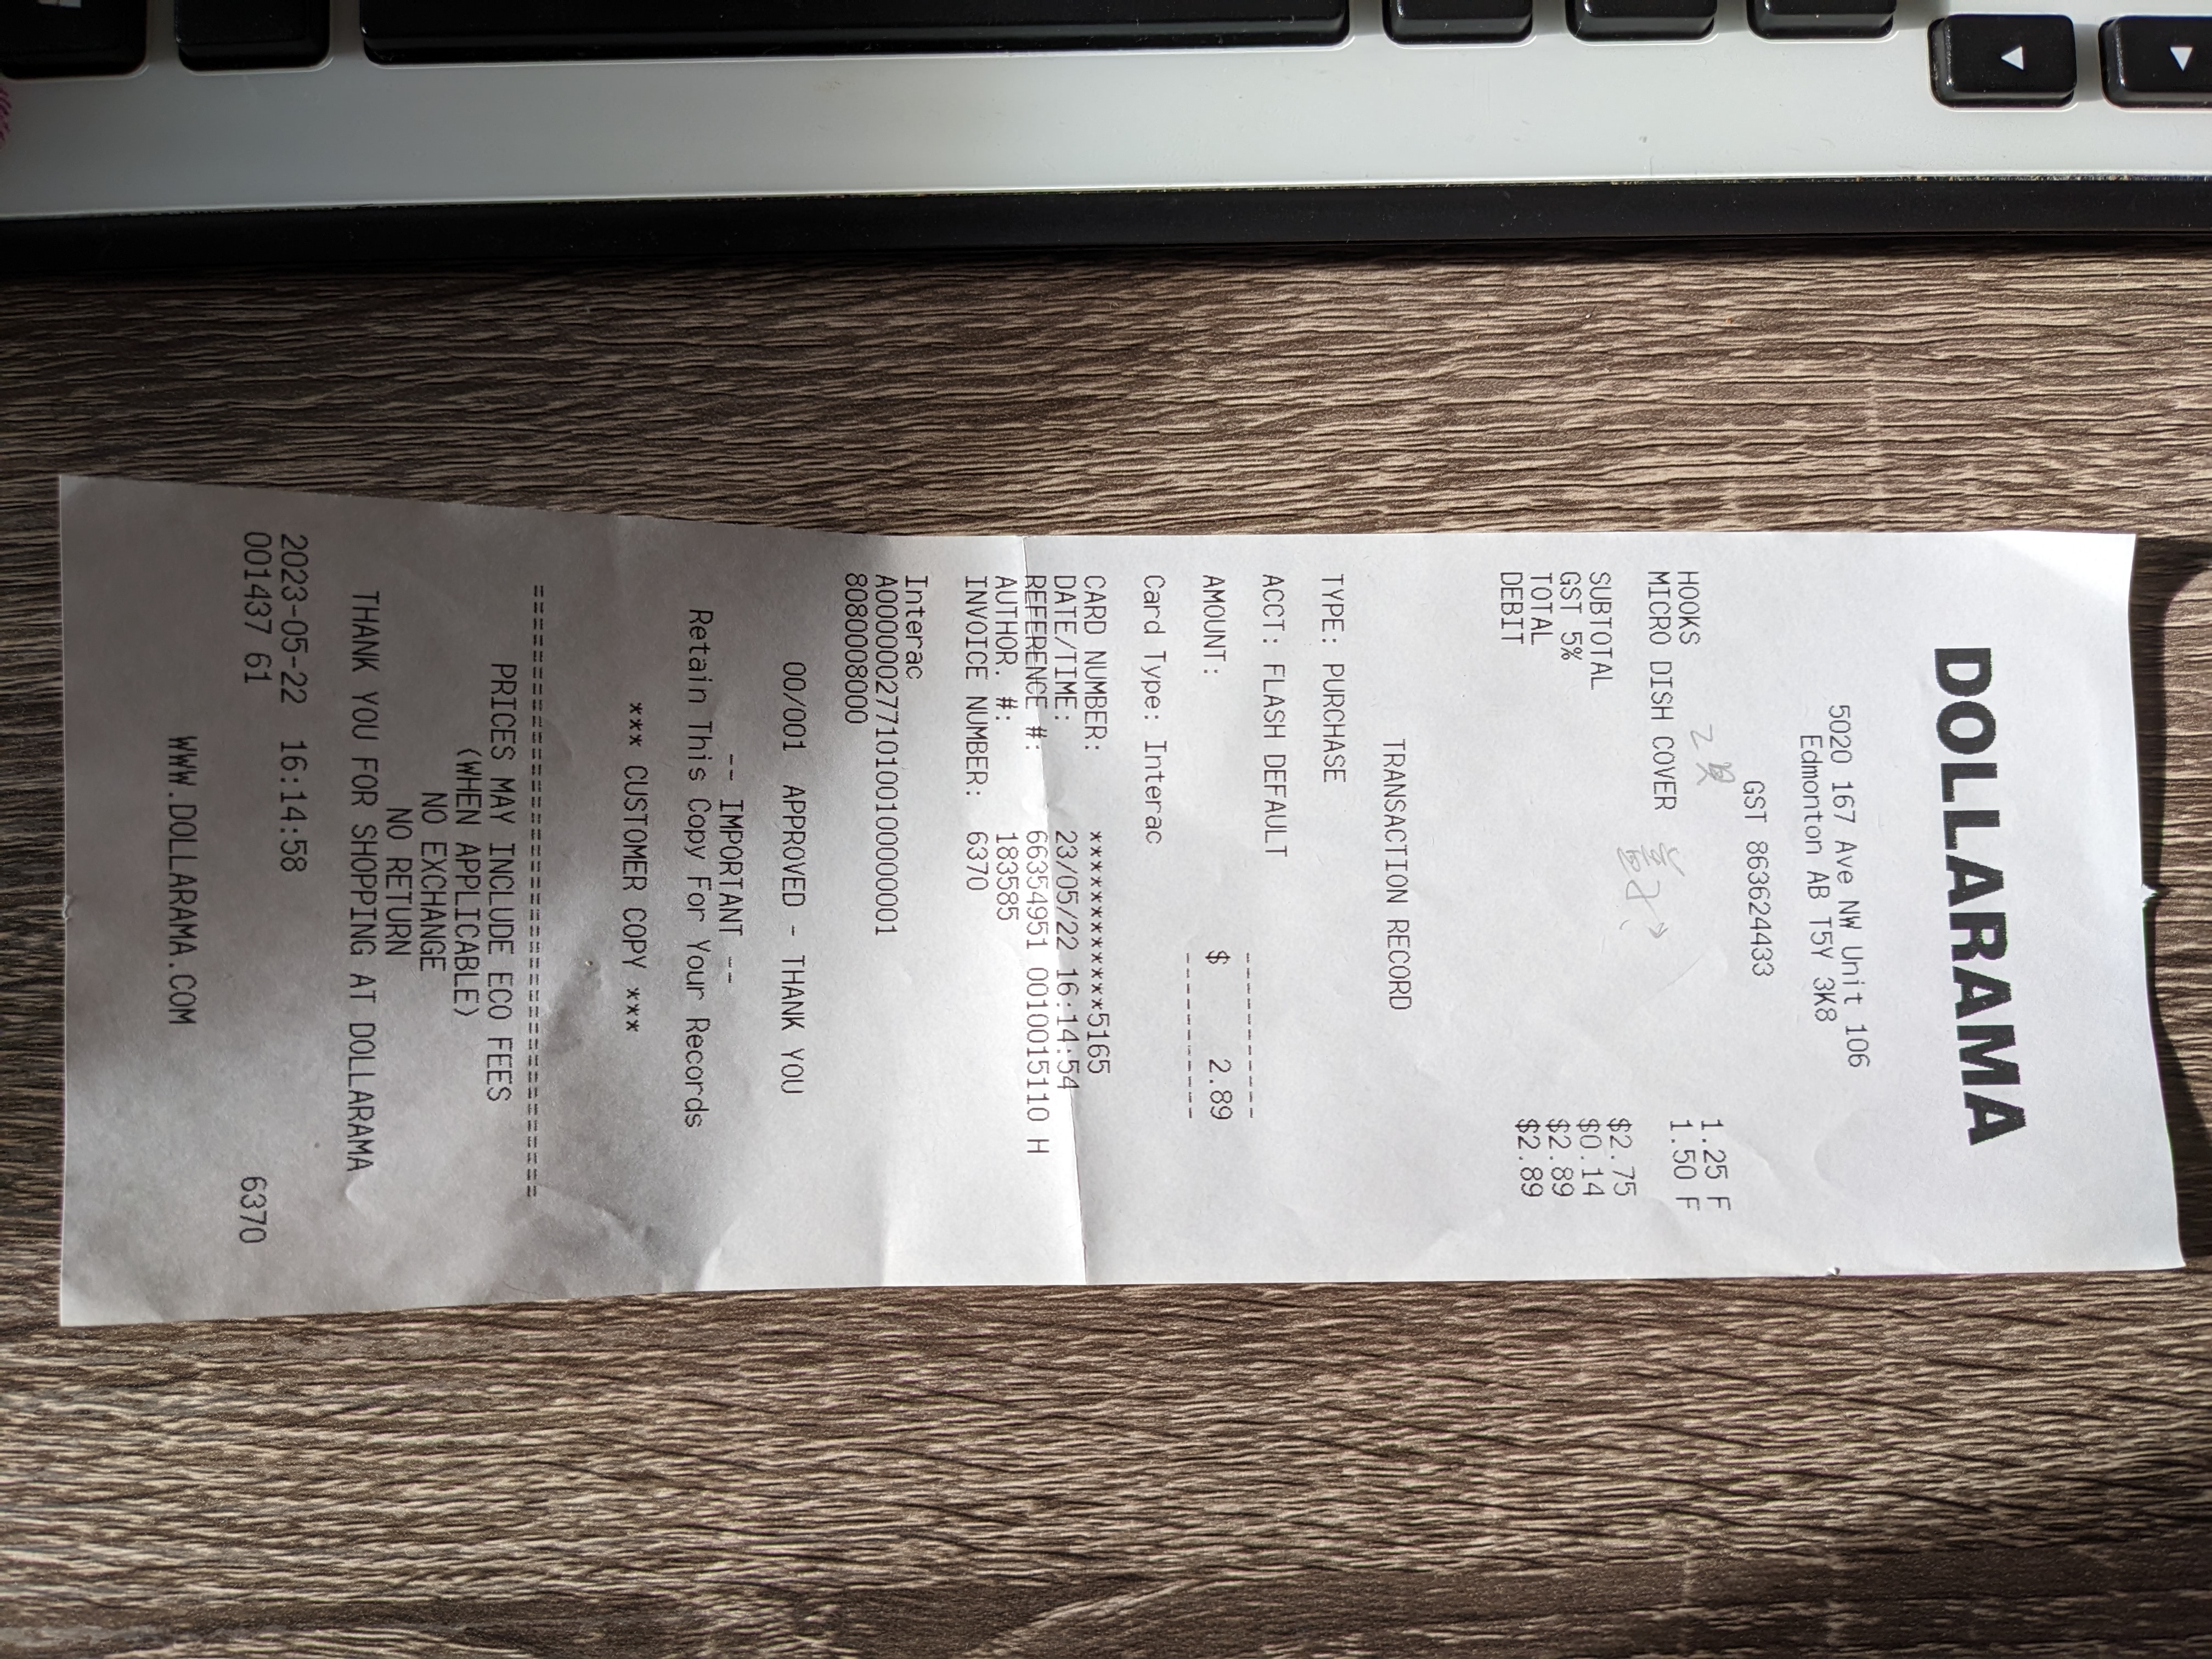 DOLLARAMA
5020 167 Ave NW Unit 106
Edmonton AB T5Y 3K8
GST 863624433
HOOKS 1.25 F
MICRO DISH COVER 1.50 F
SUBTOTAL $2.75
GST 5% $0.14
TOTAL $2.89
DEBIT $2.89
TRANSACTION RECORD
TYPE: PURCHASE
ACCT: FLASH DEFAULT
------------
AMOUNT: $ 2.89
------------
Card Type: Interac
CARD NUMBER: ************5165
DATE/TIME: 23/05/22 16:14:54
REFERENCE #: 66354951 0010015110 H
AUTHOR. #: 183585
INVOICE NUMBER: 6370
Interac
A0000002771010010000000001
8080008000
00/001 APPROVED - THANK YOU
-- IMPORTANT --
Retain This Copy For Your Records
*** CUSTOMER COPY ***
========================================
PRICES MAY INCLUDE ECO FEES
(WHEN APPLICABLE)
NO EXCHANGE
NO RETURN
THANK YOU FOR SHOPPING AT DOLLARAMA
2023-05-22 16:14:58
001437 61 6370
WWW.DOLLARAMA.COM